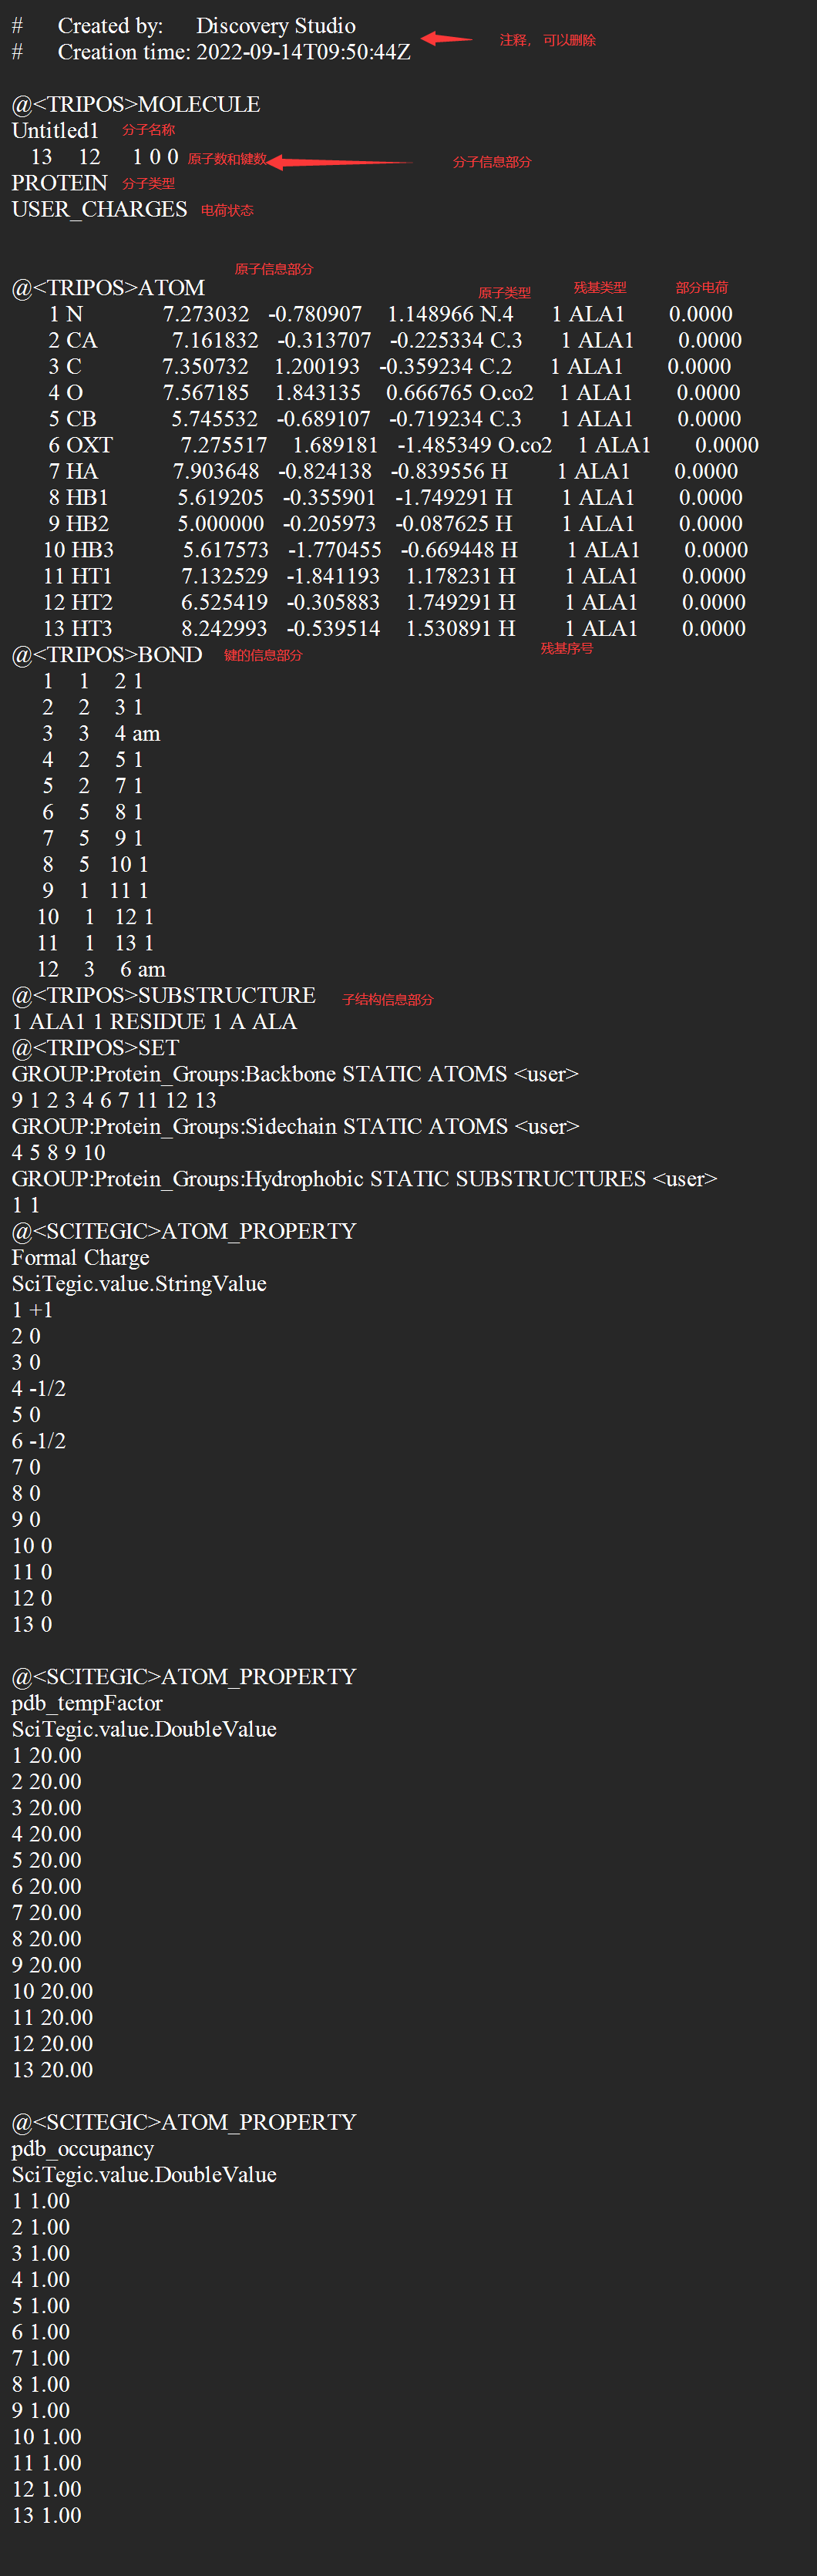 # Created by: Discovery Studio
# Creation time: 2022-09-14T09:50:44Z
注释，可以删除
@<TRIPOS>MOLECULE
Untitled1 分子名称
13 12 1 0 0 原子数和键数 分子信息部分
PROTEIN 分子类型
USER_CHARGES 电荷状态
原子信息部分
@<TRIPOS>ATOM 原子类型 残基类型 部分电荷
1 N 7.273032 -0.780907 1.148966 N.4 1 ALA1 0.0000
2 CA 7.161832 -0.313707 -0.225334 C.3 1 ALA1 0.0000
3 C 7.350732 1.200193 -0.359234 C.2 1 ALA1 0.0000
4 O 7.567185 1.843135 0.666765 O.co2 1 ALA1 0.0000
5 CB 5.745532 -0.689107 -0.719234 C.3 1 ALA1 0.0000
6 OXT 7.275517 1.689181 -1.485349 O.co2 1 ALA1 0.0000
7 HA 7.903648 -0.824138 -0.839556 H 1 ALA1 0.0000
8 HB1 5.619205 -0.355901 -1.749291 H 1 ALA1 0.0000
9 HB2 5.000000 -0.205973 -0.087625 H 1 ALA1 0.0000
10 HB3 5.617573 -1.770455 -0.669448 H 1 ALA1 0.0000
11 HT1 7.132529 -1.841193 1.178231 H 1 ALA1 0.0000
12 HT2 6.525419 -0.305883 1.749291 H 1 ALA1 0.0000
13 HT3 8.242993 -0.539514 1.530891 H 1 ALA1 0.0000
@<TRIPOS>BOND 键的信息部分 残基序号
1 1 2 1
2 2 3 1
3 3 4 am
4 2 5 1
5 2 7 1
6 5 8 1
7 5 9 1
8 5 10 1
9 1 11 1
10 1 12 1
11 1 13 1
12 3 6 am
@<TRIPOS>SUBSTRUCTURE 子结构信息部分
1 ALA1 1 RESIDUE 1 A ALA
@<TRIPOS>SET
GROUP:Protein_Groups:Backbone STATIC ATOMS <user>
9 1 2 3 4 6 7 11 12 13
GROUP:Protein_Groups:Sidechain STATIC ATOMS <user>
4 5 8 9 10
GROUP:Protein_Groups:Hydrophobic STATIC SUBSTRUCTURES <user>
1 1
@<SCITEGIC>ATOM_PROPERTY
Formal Charge
SciTegic.value.StringValue
1 +1
2 0
3 0
4 -1/2
5 0
6 -1/2
7 0
8 0
9 0
10 0
11 0
12 0
13 0
@<SCITEGIC>ATOM_PROPERTY
pdb_tempFactor
SciTegic.value.DoubleValue
1 20.00
2 20.00
3 20.00
4 20.00
5 20.00
6 20.00
7 20.00
8 20.00
9 20.00
10 20.00
11 20.00
12 20.00
13 20.00
@<SCITEGIC>ATOM_PROPERTY
pdb_occupancy
SciTegic.value.DoubleValue
1 1.00
2 1.00
3 1.00
4 1.00
5 1.00
6 1.00
7 1.00
8 1.00
9 1.00
10 1.00
11 1.00
12 1.00
13 1.00